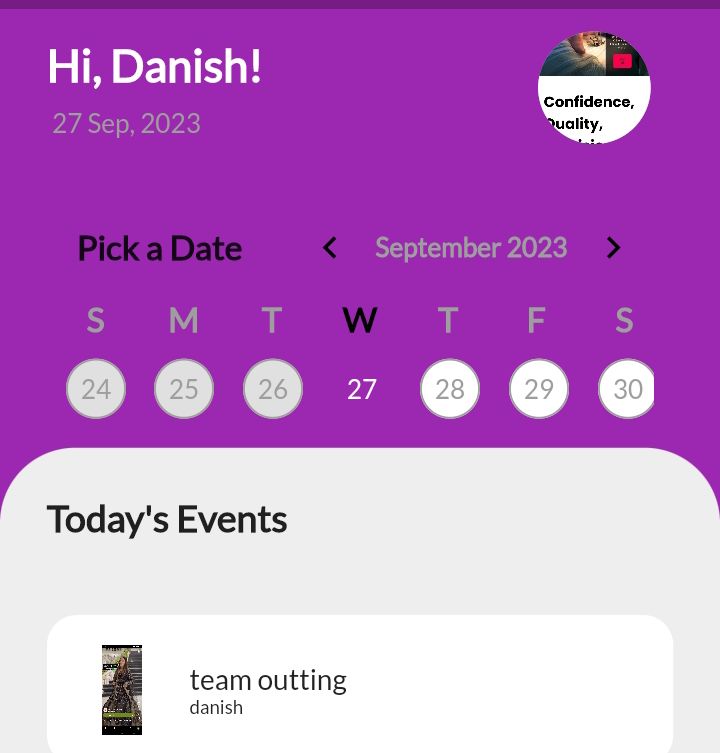 Hi, Danish!
27 Sep, 2023
Confidence,
Quality,
Pick a Date
September 2023
S M T W T F S
24 25 26 27 28 29 30
Today's Events
team outting
danish